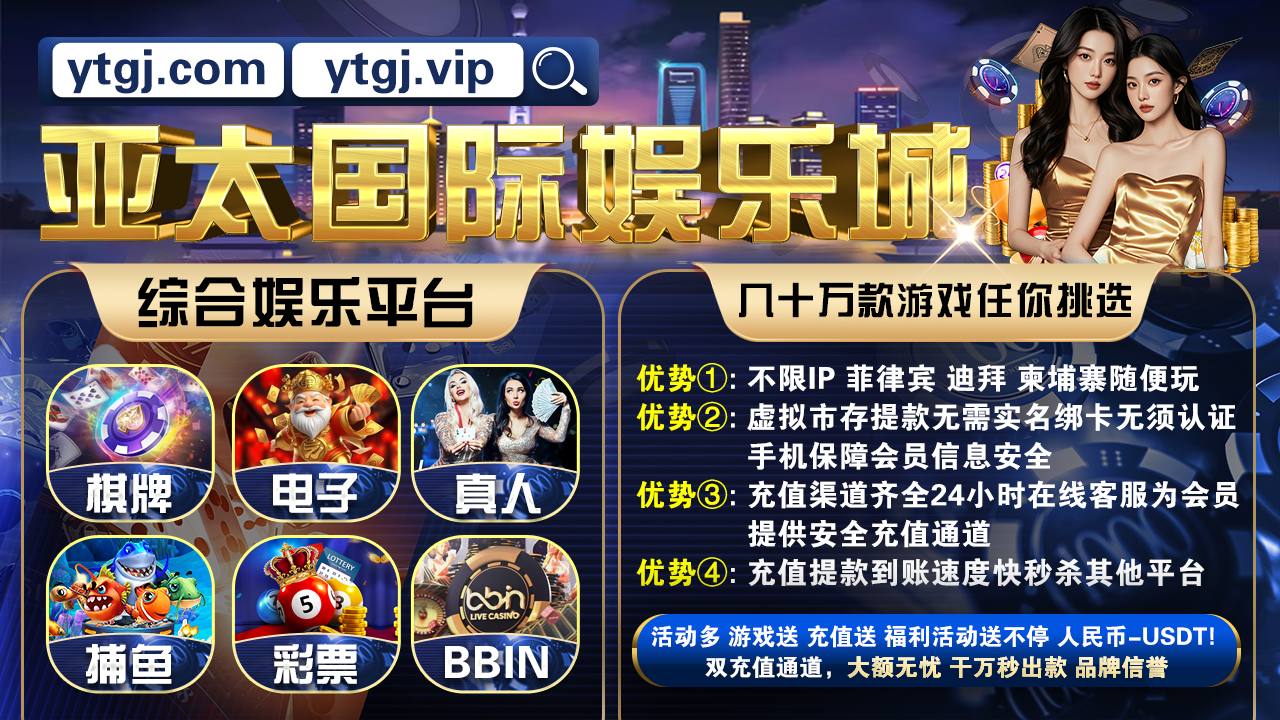 ytgj.com ytgj.vip
亚太国际娱乐城
综合娱乐平台
棋牌 电子 真人
LOTTERY
5 3
bbin
LIVE CASINO
捕鱼 彩票 BBIN
几十万款游戏任你挑选
优势①: 不限IP 菲律宾 迪拜 柬埔寨随便玩
优势②: 虚拟市存提款无需实名绑卡无须认证
手机保障会员信息安全
优势③: 充值渠道齐全24小时在线客服为会员
提供安全充值通道
优势④: 充值提款到账速度快秒杀其他平台
活动多 游戏送 充值送 福利活动送不停 人民币-USDT!
双充值通道，大额无忧 千万秒出款 品牌信誉